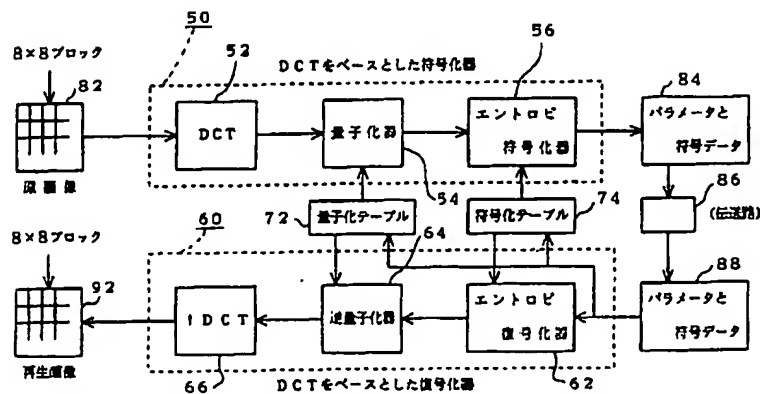 50
8×8ブロック
52
DCTをベースとした符号化器
56
82
84
DCT
量子化器
エントロピ
符号化器
パラメータと
符号データ
原画像
54
72
量子化テーブル
符号化テーブル
74
86
(伝送路)
60
64
8×8ブロック
92
88
IDCT
逆量子化器
エントロピ
復号化器
パラメータと
符号データ
再生画像
66
DCTをベースとした復号化器
62